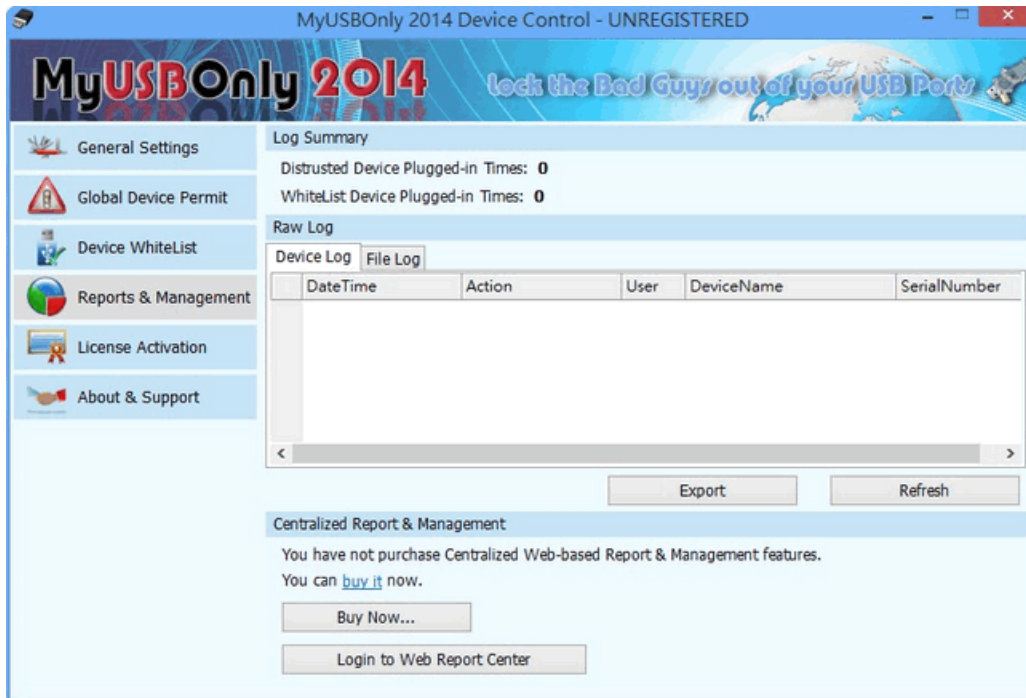 MyUSBOnly 2014 Device Control - UNREGISTERED
MyUSBOnly 2014
Lock the Bad Guys out of your USB Ports
General Settings
Global Device Permit
Device WhiteList
Reports & Management
License Activation
About & Support
Log Summary
Distrusted Device Plugged-in Times: 0
WhiteList Device Plugged-in Times: 0
Raw Log
Device Log File Log
DateTime Action User DeviceName SerialNumber
Export Refresh
Centralized Report & Management
You have not purchase Centralized Web-based Report & Management features.
You can buy it now.
Buy Now...
Login to Web Report Center